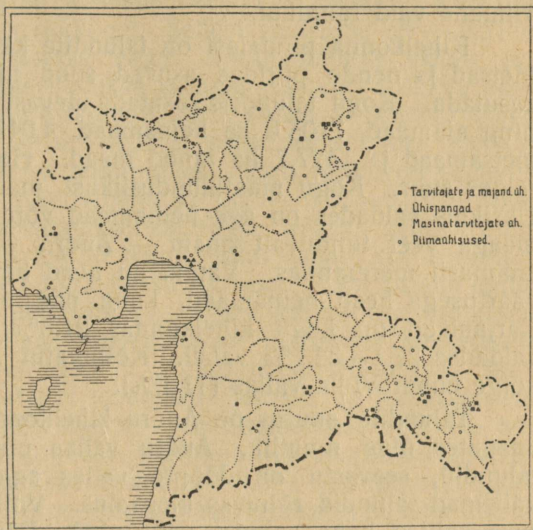 Tarvitajate ja majand. üh.
Ühispangad.
Masinatarvitajate üh.
Piimaühisused.